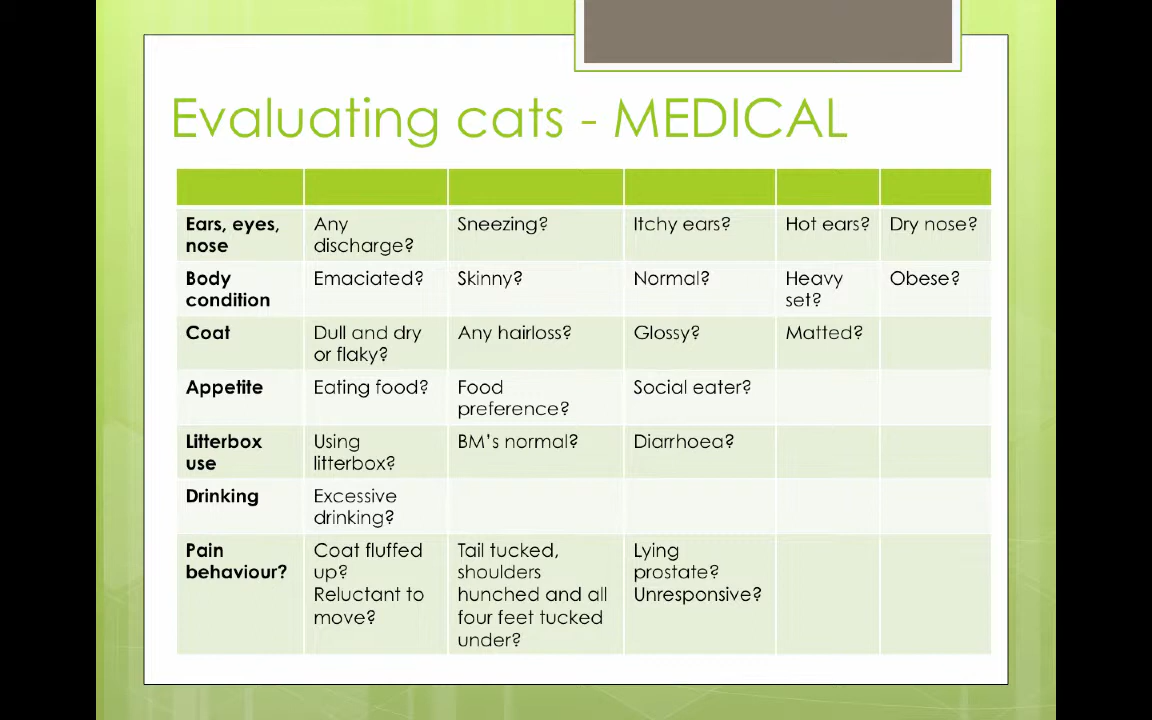 Evaluating cats - MEDICAL
Ears, eyes,
nose
Any
discharge?
Sneezing?
Itchy ears?
Hot ears?
Dry nose?
Body
condition
Emaciated?
Skinny?
Normal?
Heavy
set?
Obese?
Coat
Dull and dry
or flaky?
Any hairloss?
Glossy?
Matted?
Appetite
Eating food?
Food
preference?
Social eater?
Litterbox
use
Using
litterbox?
BM's normal?
Diarrhoea?
Drinking
Excessive
drinking?
Pain
behaviour?
Coat fluffed
up?
Reluctant to
move?
Tail tucked,
shoulders
hunched and all
four feet tucked
under?
Lying
prostate?
Unresponsive?